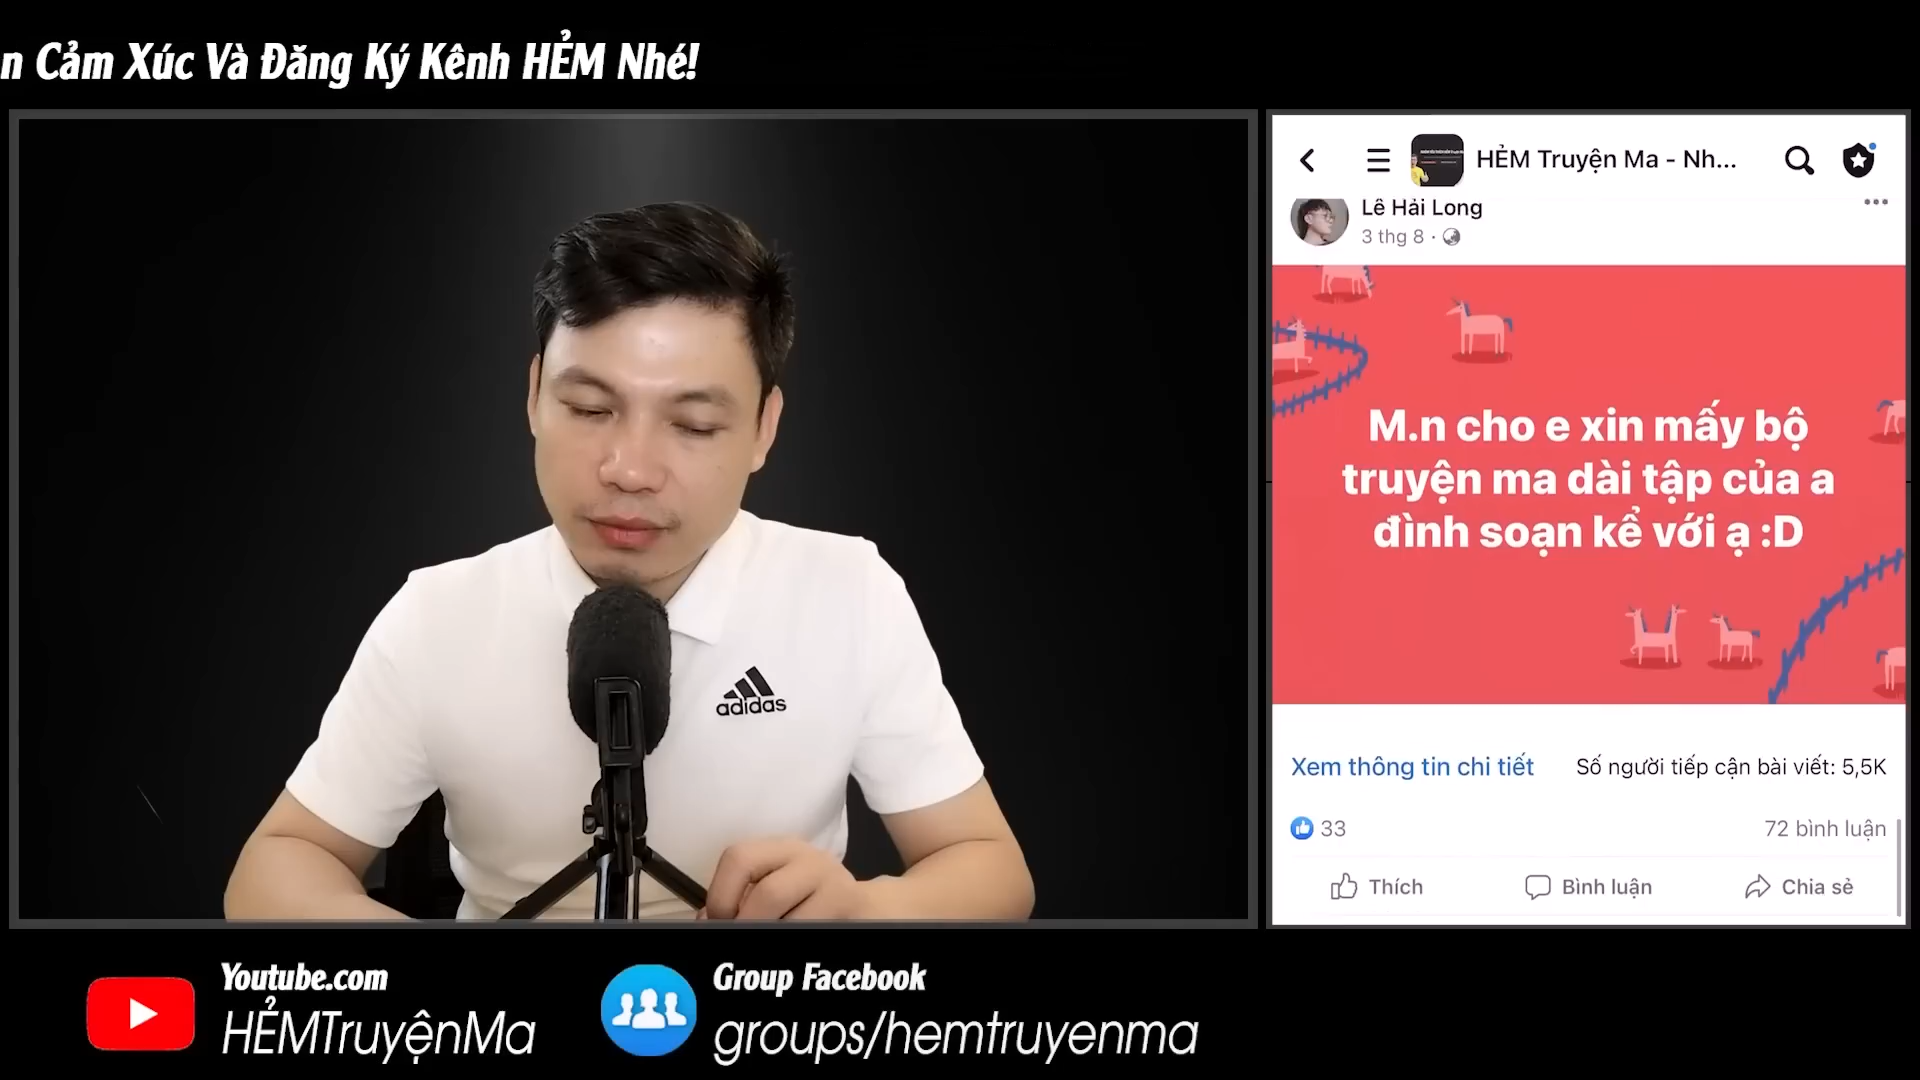 n Cảm Xúc Và Đăng Ký Kênh HẺM Nhé!
HẺM Truyện Ma - Nh...
Lê Hải Long
3 thg 8 ·
M.n cho e xin mấy bộ
truyện ma dài tập của a
đình soạn kể với ạ :D
Xem thông tin chi tiết
Số người tiếp cận bài viết: 5,5K
33
72 bình luận
Thích
Bình luận
Chia sẻ
adidas
Youtube.com
HẺMTruyệnMa
Group Facebook
groups/hemtruyenma